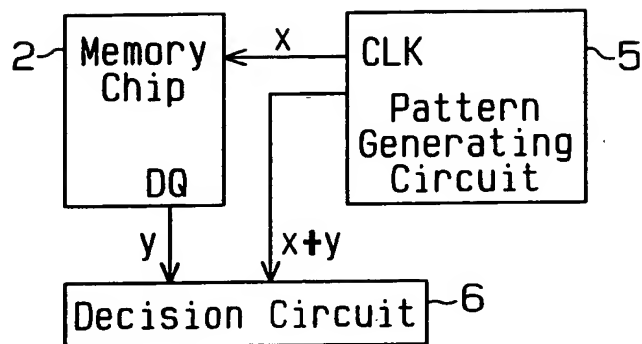 2
Memory
Chip
DQ
x
CLK
Pattern
Generating
Circuit
5
y
x+y
Decision Circuit
6